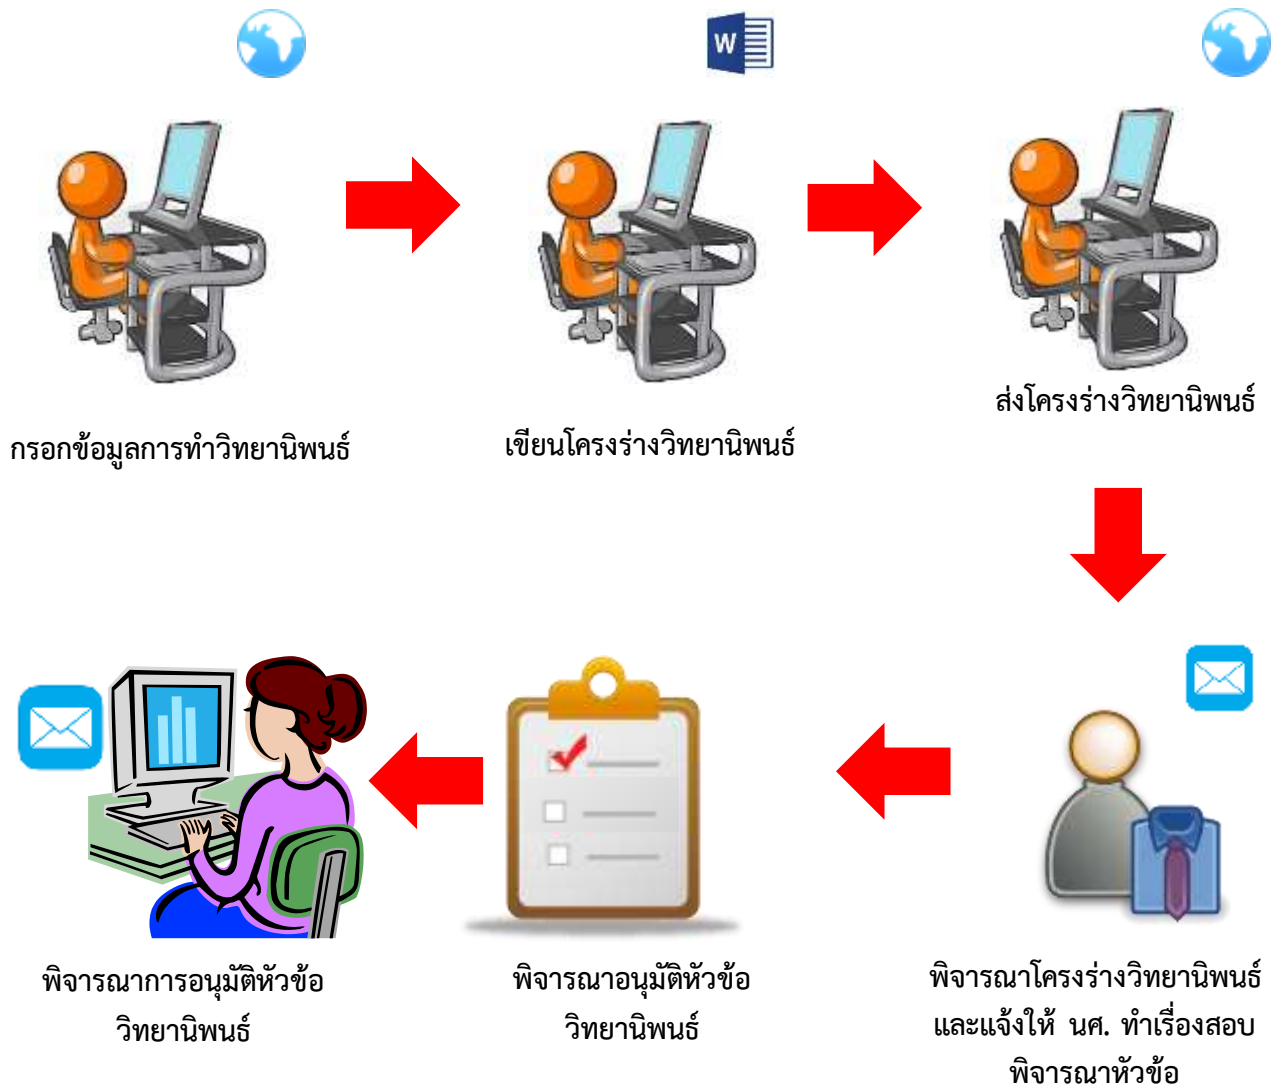 W
กรอกข้อมูลการทำวิทยานิพนธ์
เขียนโครงร่างวิทยานิพนธ์
ส่งโครงร่างวิทยานิพนธ์
พิจารณาโครงร่างวิทยานิพนธ์
และแจ้งให้ นศ. ทำเรื่องสอบ
พิจารณาหัวข้อ
พิจารณาอนุมัติหัวข้อ
วิทยานิพนธ์
พิจารณาการอนุมัติหัวข้อ
วิทยานิพนธ์